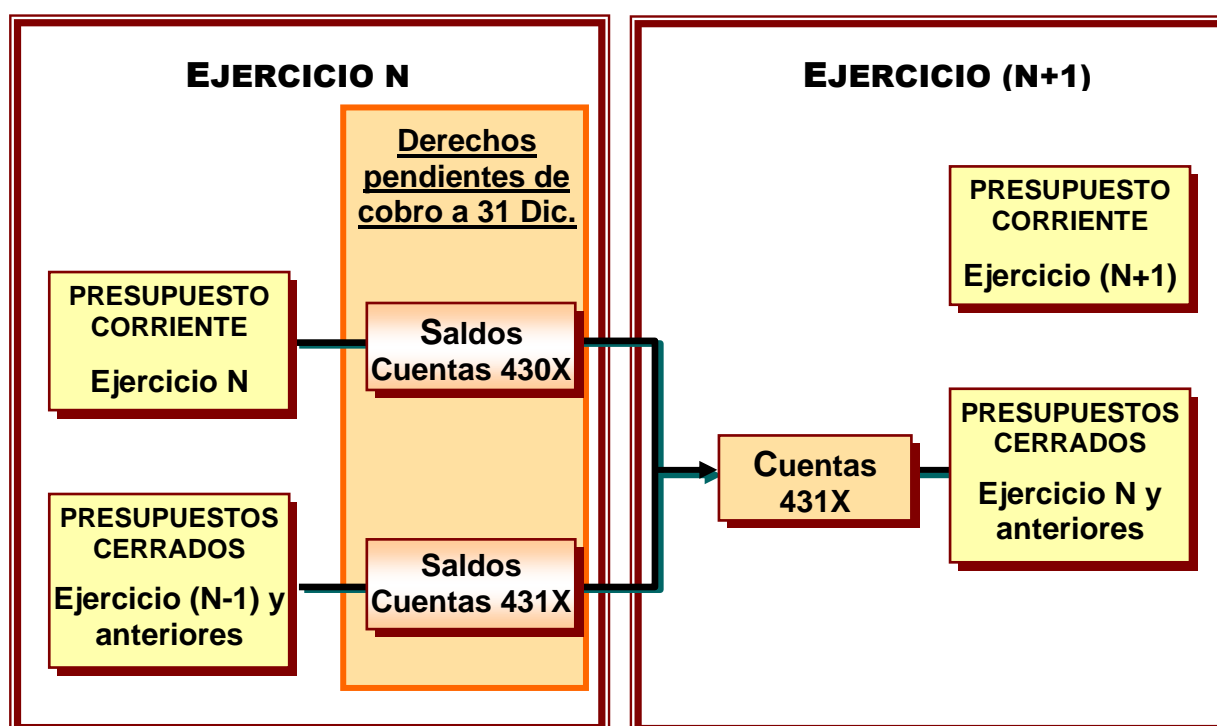 EJERCICIO N
Derechos
pendientes de
cobro a 31 Dic.
PRESUPUESTO
CORRIENTE
Ejercicio N
Saldos
Cuentas 430X
PRESUPUESTOS
CERRADOS
Ejercicio (N-1) y
anteriores
Saldos
Cuentas 431X
EJERCICIO (N+1)
PRESUPUESTO
CORRIENTE
Ejercicio (N+1)
Cuentas
431X
PRESUPUESTOS
CERRADOS
Ejercicio N y
anteriores